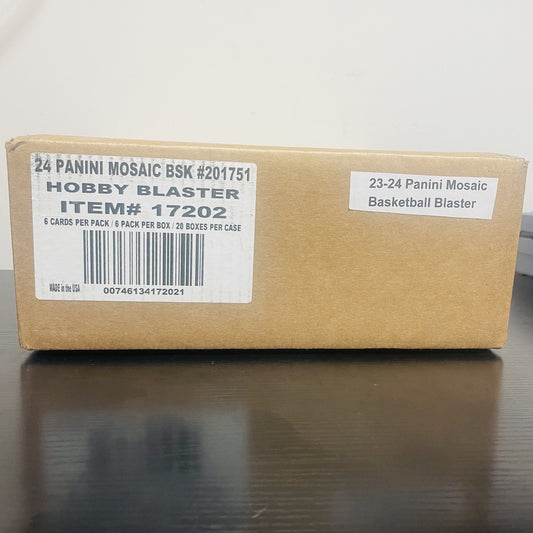 24 PANINI MOSAIC BSK #201751
HOBBY BLASTER
ITEM# 17202
6 CARDS PER PACK / 6 PACK PER BOX / 20 BOXES PER CASE
MADE in the USA
00746134172021
23-24 Panini Mosaic
Basketball Blaster